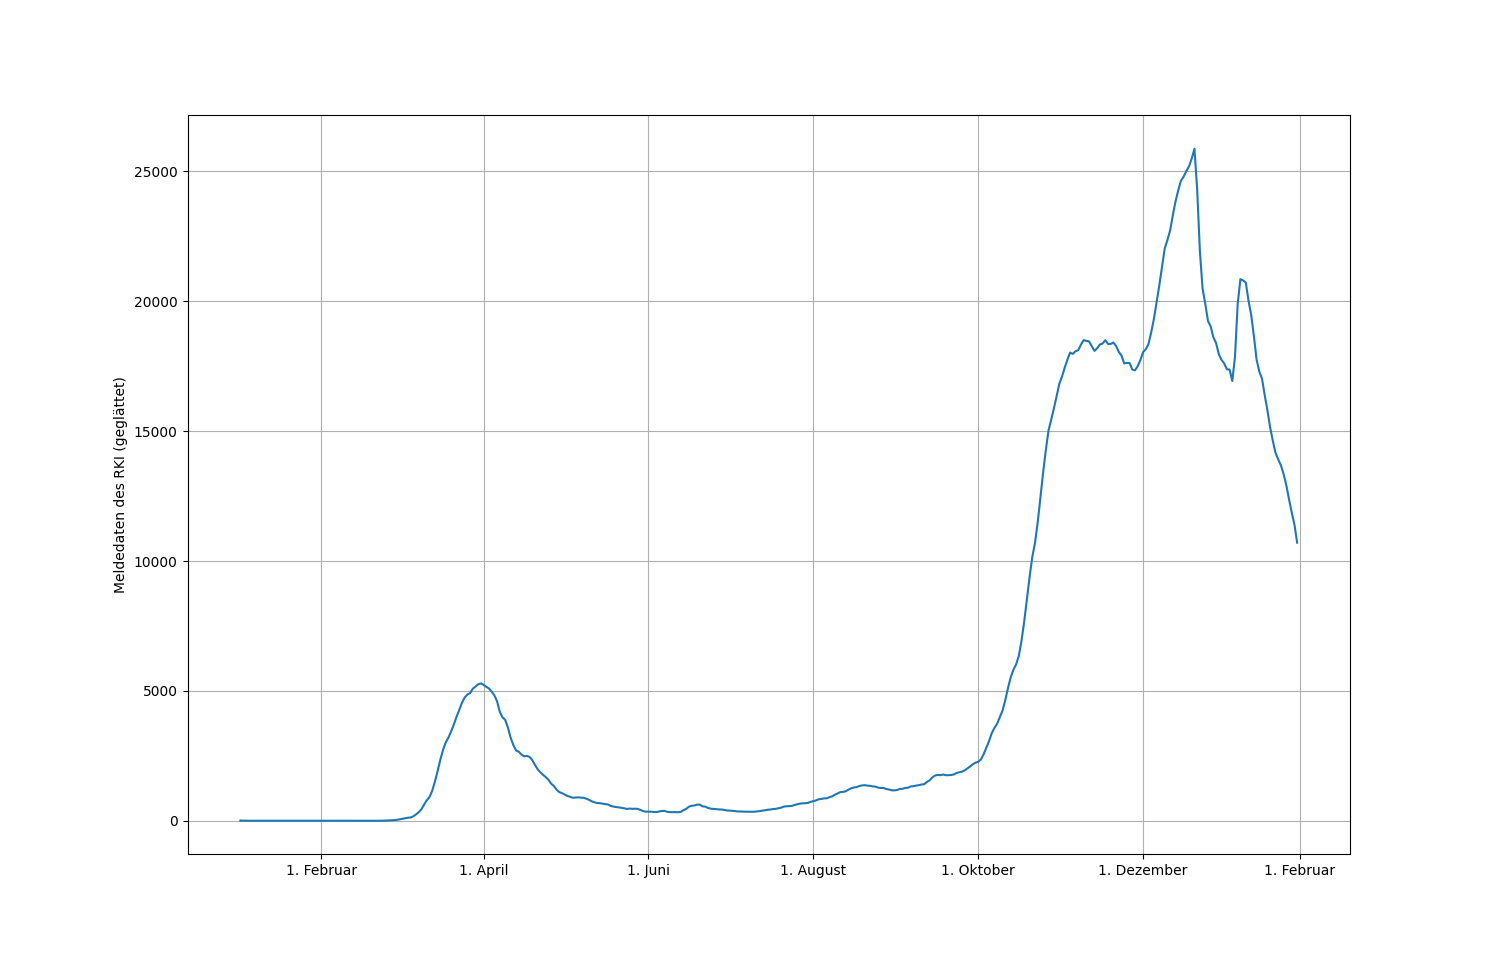 25000
20000
15000
10000
5000
0
Meldedaten des RKI (geglättet)
1. Februar
1. April
1. Juni
1. August
1. Oktober
1. Dezember
1. Februar